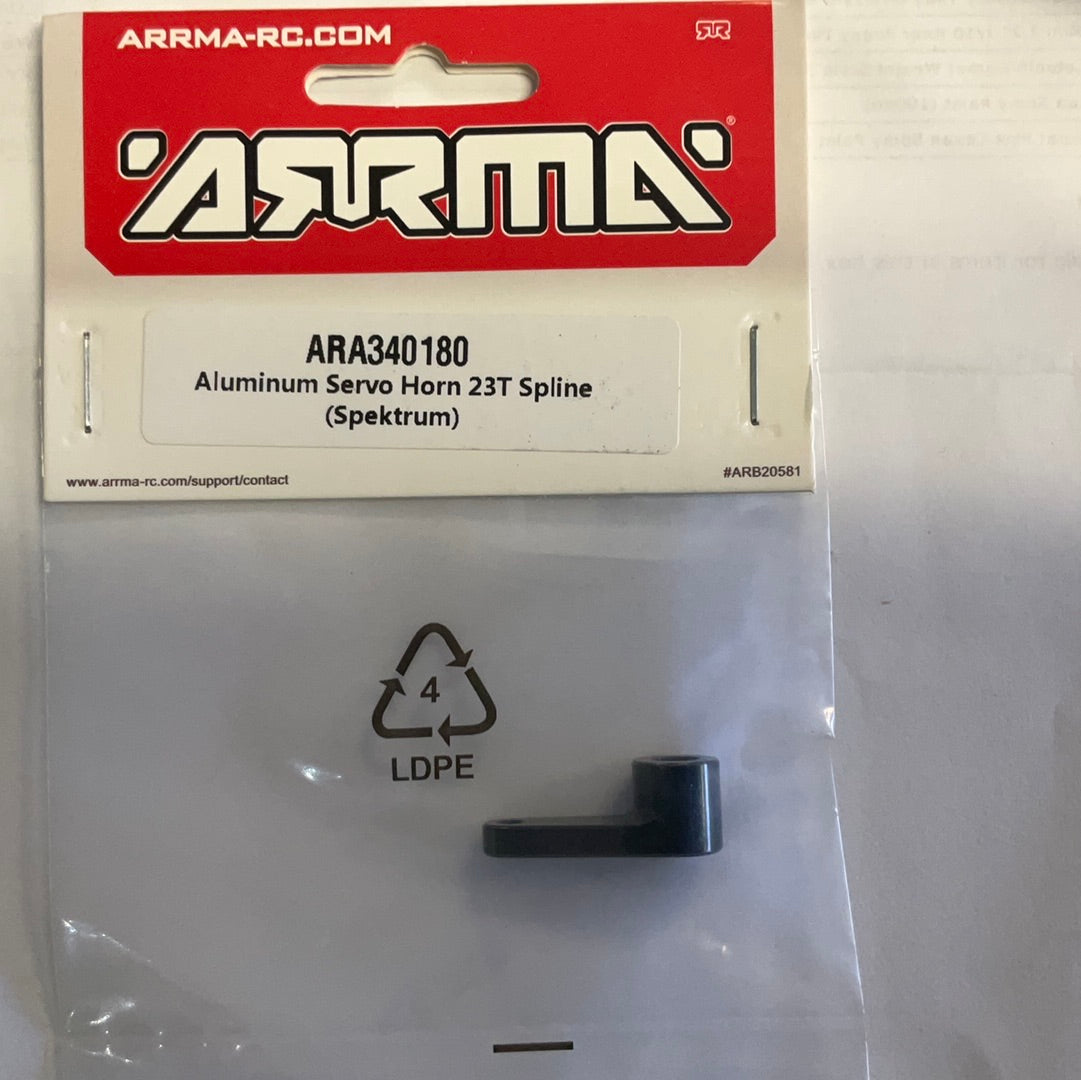 ARRMA-RC.COM
ARRMA®
ARA340180
Aluminum Servo Horn 23T Spline
(Spektrum)
www.arrma-rc.com/support/contact
#ARB20581
4
LDPE